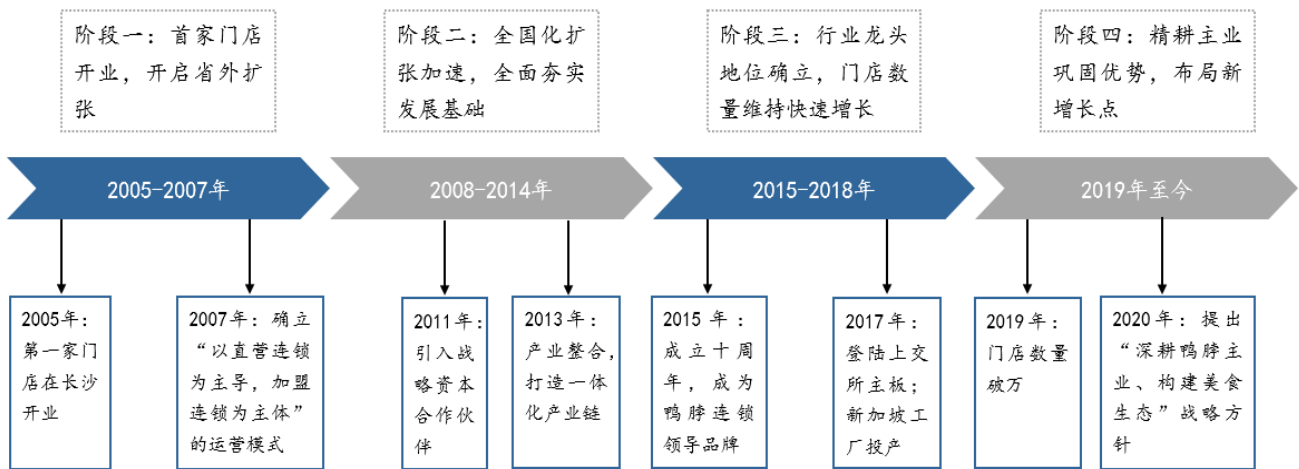 阶段一：首家门店
开业，开启省外扩
张
阶段二：全国化扩
张加速，全面夯实
发展基础
阶段三：行业龙头
地位确立，门店数
量维持快速增长
阶段四：精耕主业
巩固优势，布局新
增长点
2005-2007年
2008-2014年
2015-2018年
2019年至今
2005年：
第一家门
店在长沙
开业
2007年：确立
“以直营连锁
为主导，加盟
连锁为主体”
的运营模式
2011年：
引入战
略资本
合作伙
伴
2013年：
产业整合，
打造一体
化产业链
2015年：
成立十周
年，成为
鸭脖连锁
领导品牌
2017年：
登陆上交
所主板；
新加坡工
厂投产
2019年：
门店数量
破万
2020年：提出
“深耕鸭脖主
业、构建美食
生态”战略方
针